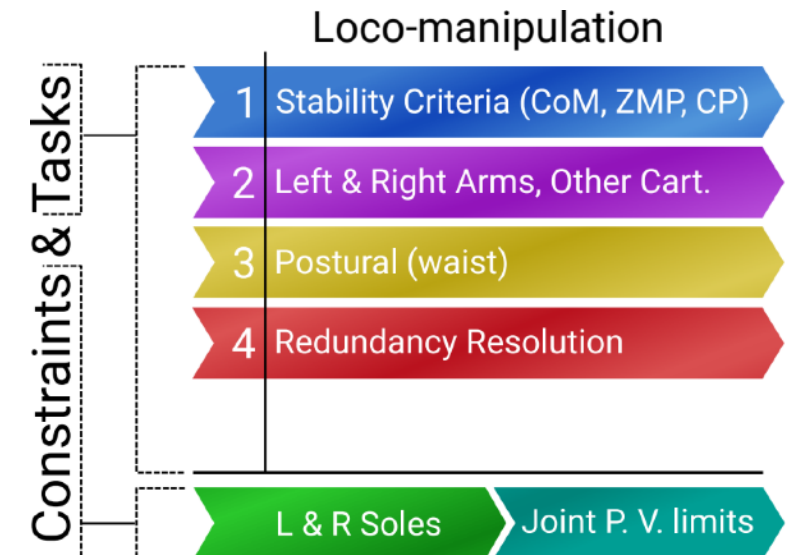 Loco-manipulation
Constraints & Tasks
1 Stability Criteria (CoM, ZMP, CP)
2 Left & Right Arms, Other Cart.
3 Postural (waist)
4 Redundancy Resolution
L & R Soles
Joint P. V. limits